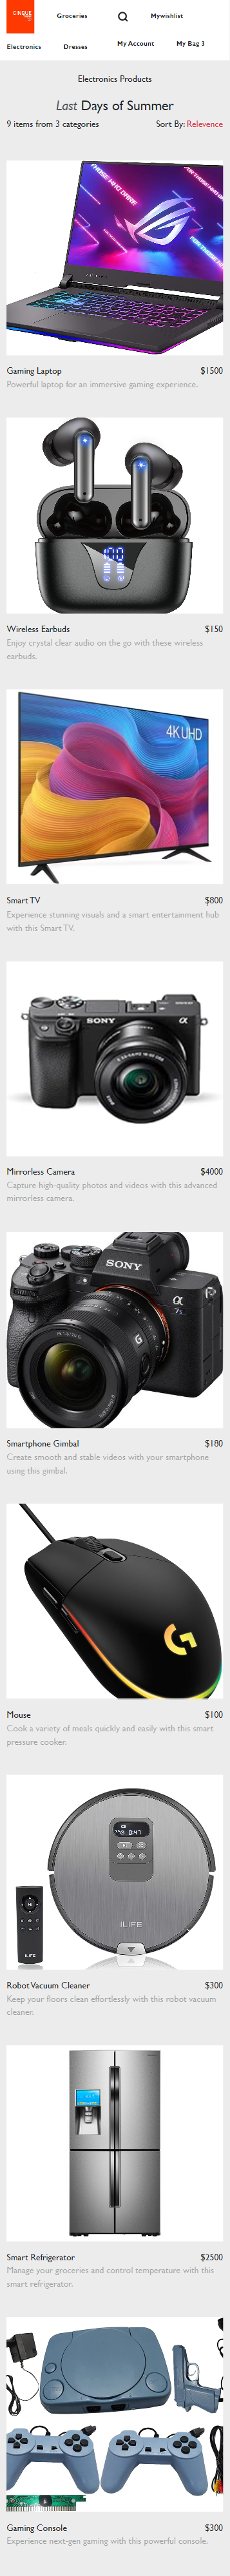 CINQUE
Groceries
Mywishlist
Electronics
Dresses
My Account
My Bag 3
Electronics Products
Last Days of Summer
9 items from 3 categories
Sort By: Relevence
THOSE WHO DARE
Gaming Laptop
$1500
Powerful laptop for an immersive gaming experience.
Wireless Earbuds
$150
Enjoy crystal clear audio on the go with these wireless
earbuds.
4K UHD
Smart TV
$800
Experience stunning visuals and a smart entertainment hub
with this Smart TV.
SONY
α
Mirrorless Camera
$4000
Capture high-quality photos and videos with this advanced
mirrorless camera.
SONY
α
7s
G
Smartphone Gimbal
$180
Create smooth and stable videos with your smartphone
using this gimbal.
G
Mouse
$100
Cook a variety of meals quickly and easily with this smart
pressure cooker.
ILIFE
ILIFE
Robot Vacuum Cleaner
$300
Keep your floors clean effortlessly with this robot vacuum
cleaner.
Smart Refrigerator
$2500
Manage your groceries and control temperature with this
smart refrigerator.
Gaming Console
$300
Experience next-gen gaming with this powerful console.